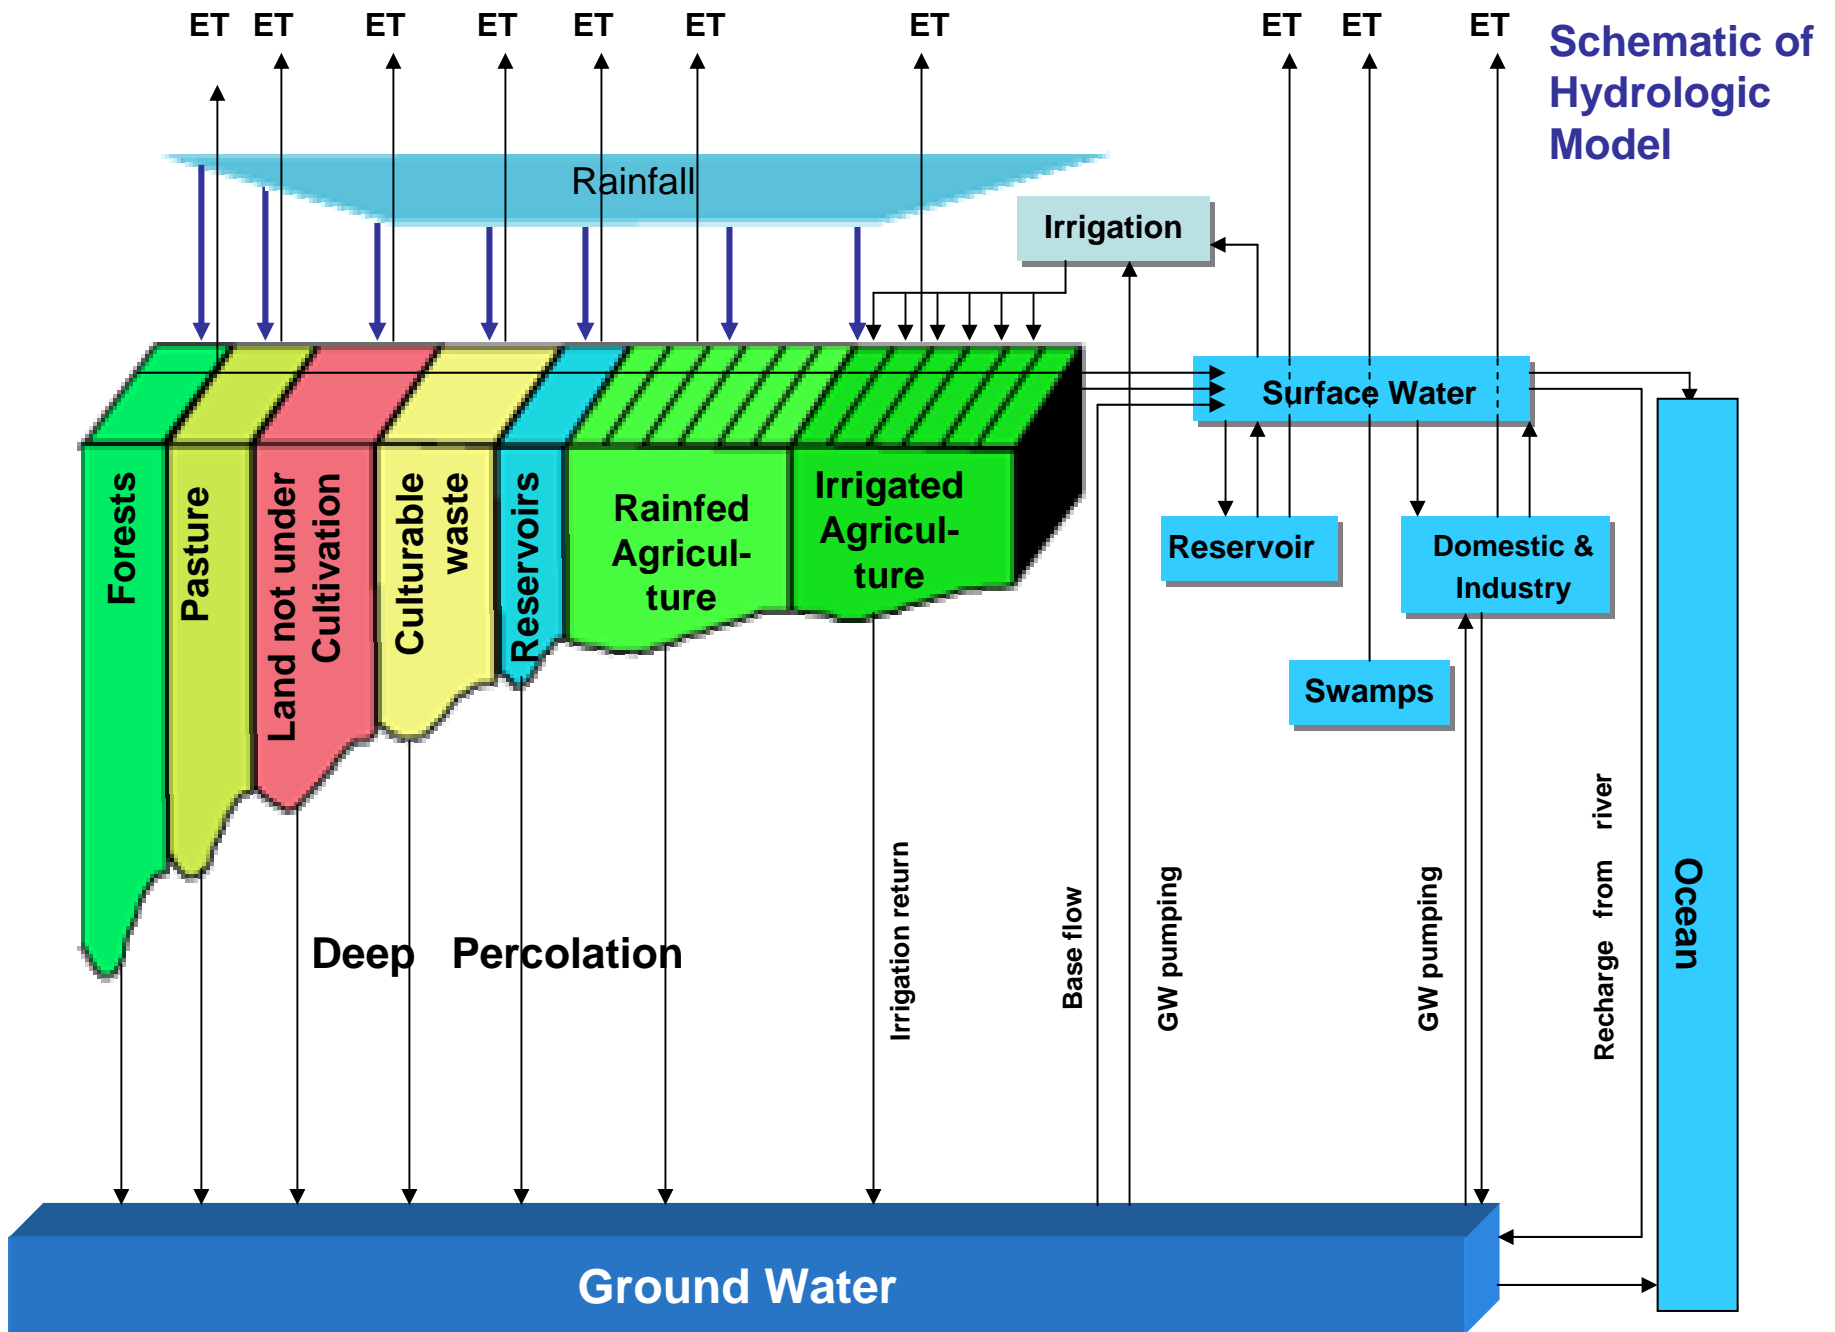 ET ET ET ET ET ET ET ET ET ET
Schematic of
Hydrologic
Model
Rainfall
Irrigation
Surface Water
Forests
Pasture
Land not under
Cultivation
Culturable
waste
Reservoirs
Rainfed
Agricul-
ture
Irrigated
Agricul-
ture
Reservoir
Domestic &
Industry
Swamps
Deep Percolation
Irrigation return
Base flow
GW pumping
GW pumping
Recharge from river
Ocean
Ground Water